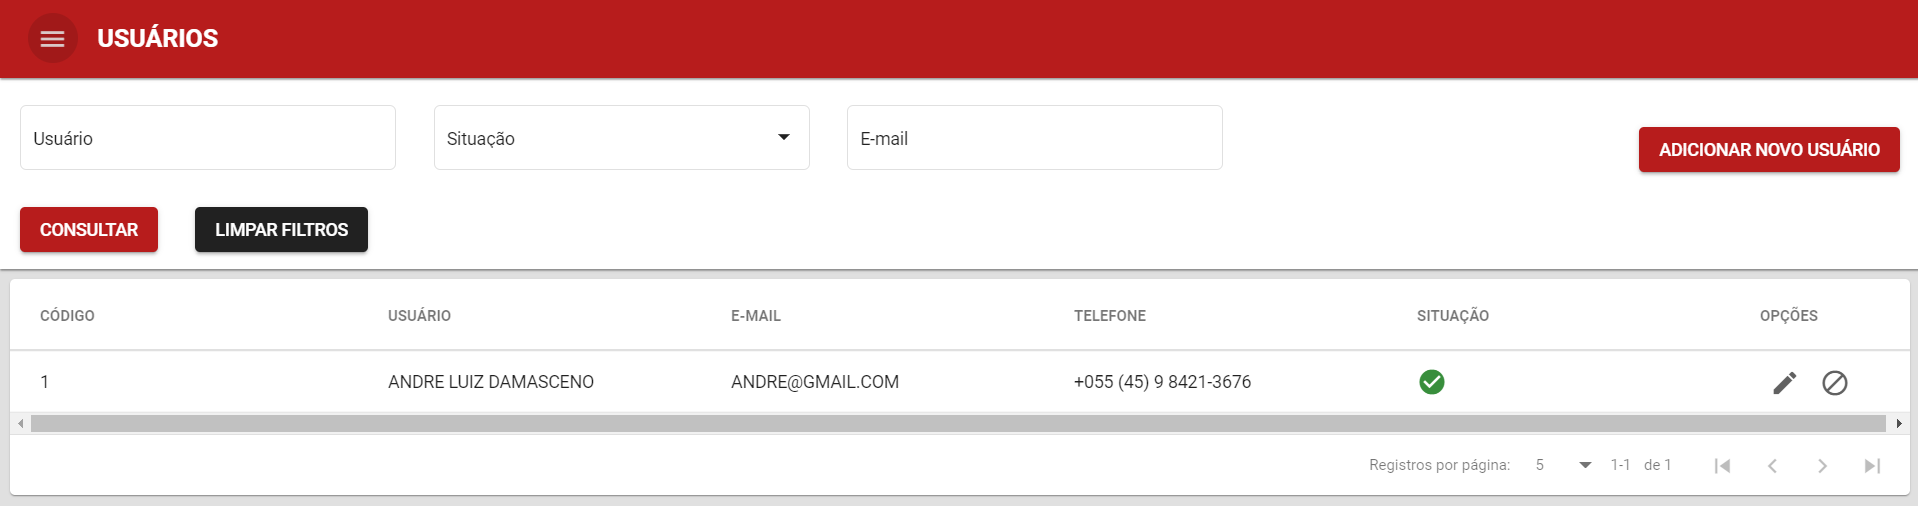 USUÁRIOS
Usuário
Situação
E-mail
ADICIONAR NOVO USUÁRIO
CONSULTAR
LIMPAR FILTROS
CÓDIGO USUÁRIO E-MAIL TELEFONE SITUAÇÃO OPÇÕES
1 ANDRE LUIZ DAMASCENO ANDRE@GMAIL.COM +055 (45) 9 8421-3676
Registros por página: 5 1-1 de 1